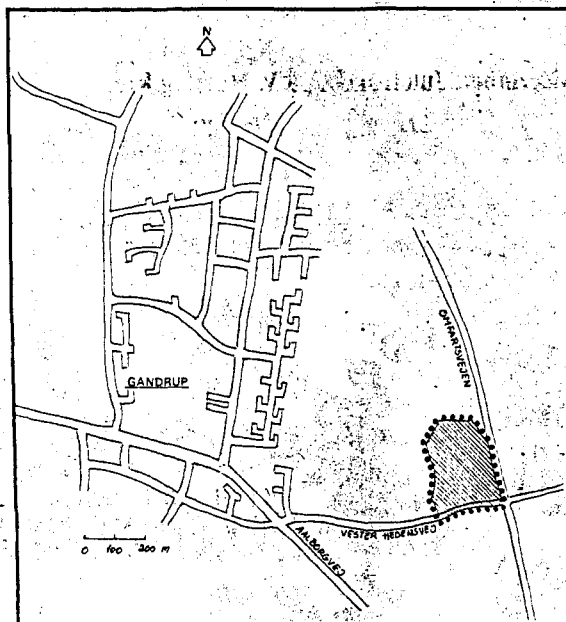 N
OMFARTSVEJEN
GANDRUP
VESTER HEDENSVEJ
AALBORGVEJ
0 100 200 M